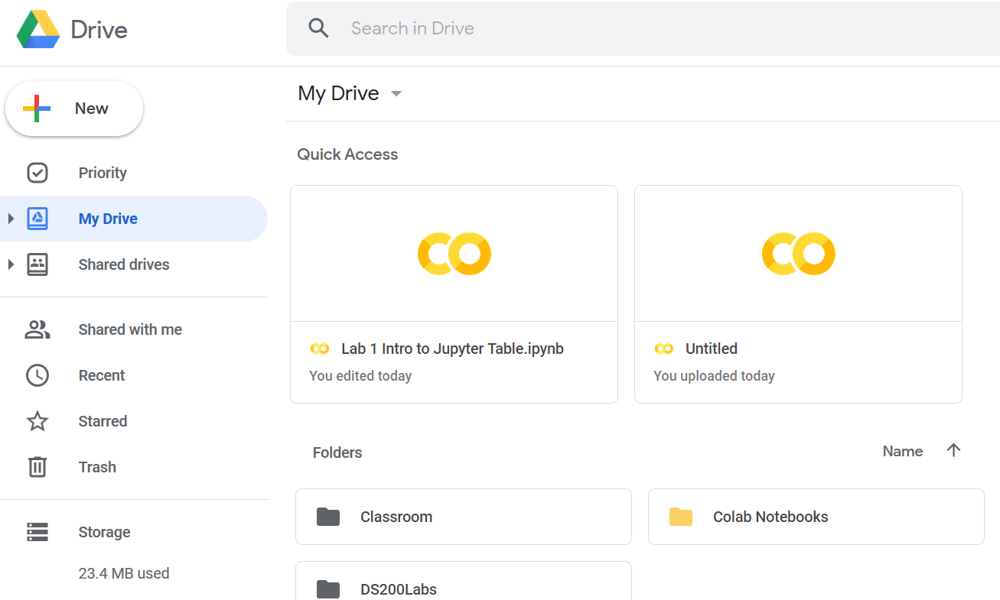 Drive
Search in Drive
New
Priority
My Drive
Shared drives
Shared with me
Recent
Starred
Trash
Storage
23.4 MB used
My Drive
Quick Access
Lab 1 Intro to Jupyter Table.ipynb
You edited today
Untitled
You uploaded today
Folders
Name
Classroom
Colab Notebooks
DS200Labs